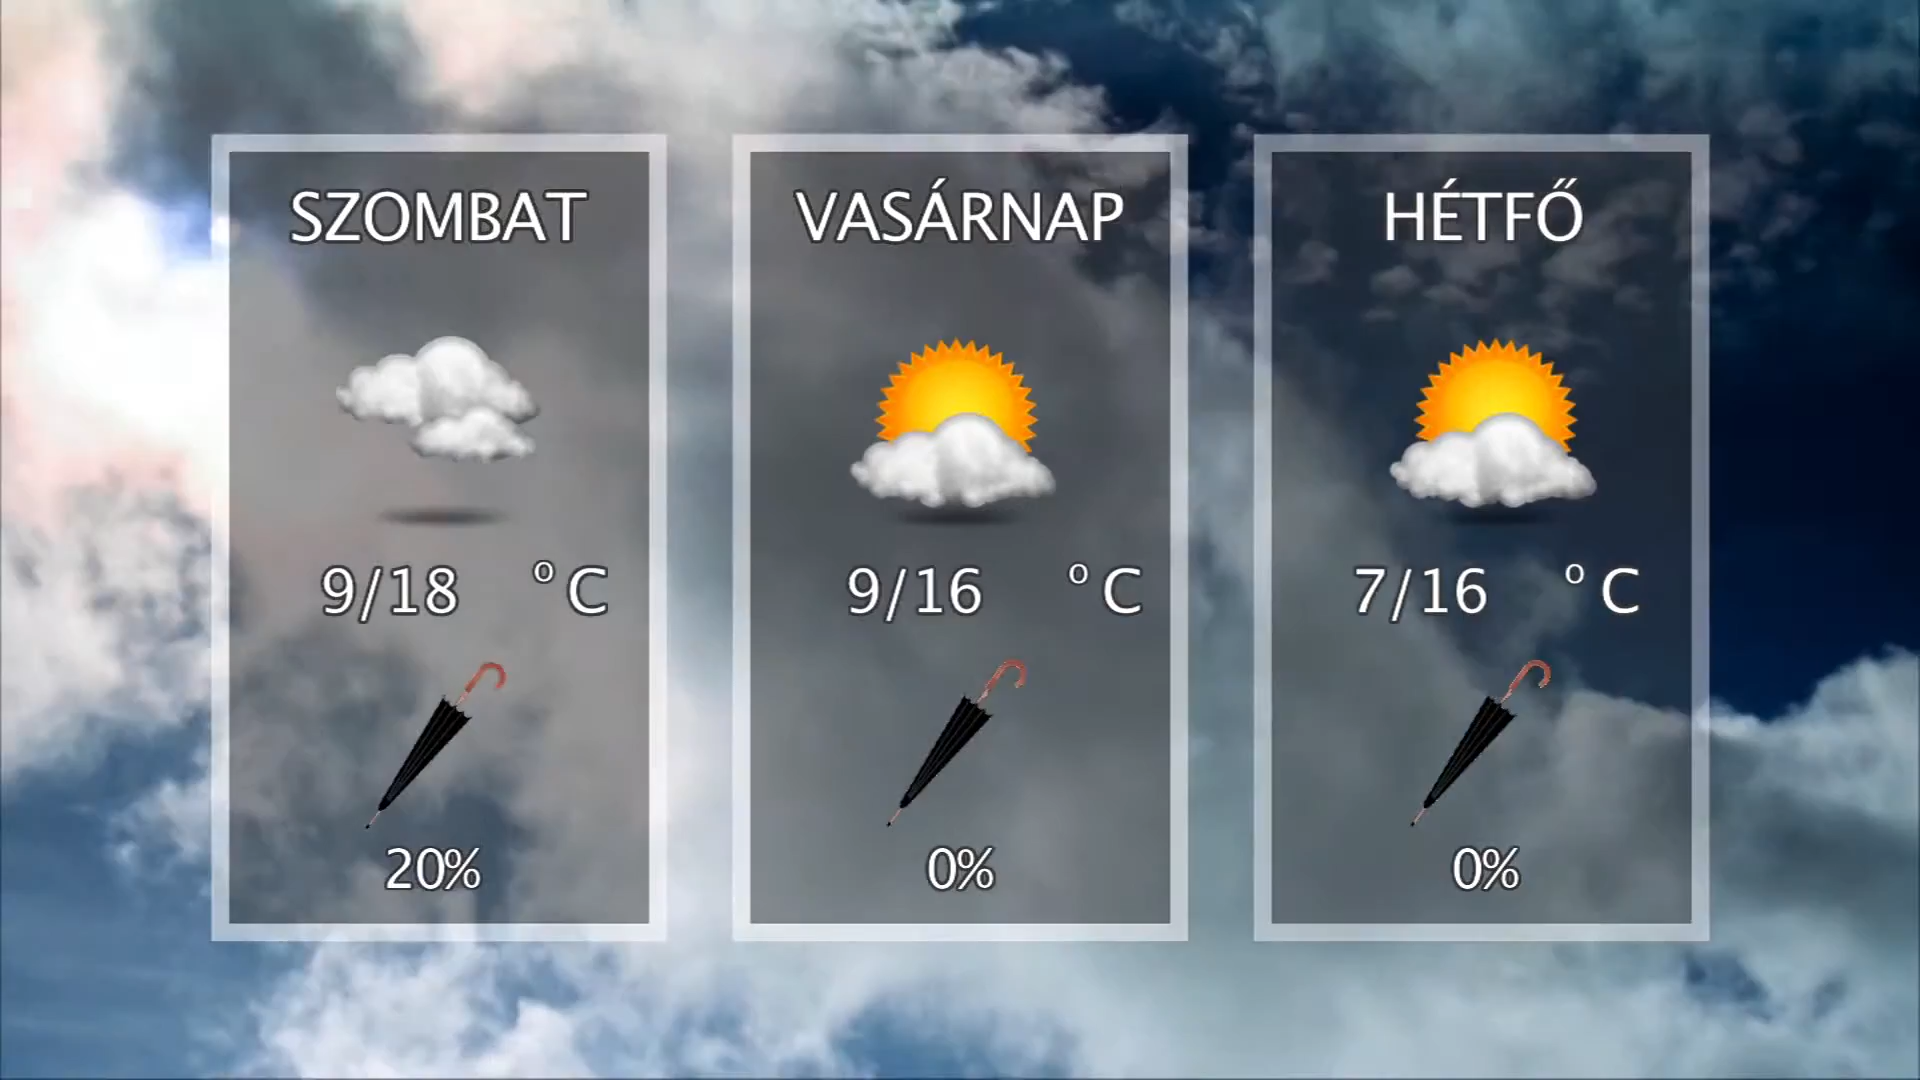 SZOMBAT
9/18 °C
20%
VASÁRNAP
9/16 °C
0%
HÉTFŐ
7/16 °C
0%